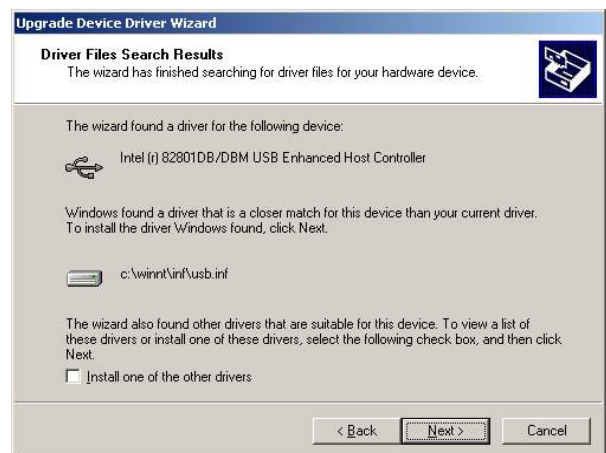 Upgrade Device Driver Wizard
Driver Files Search Results
The wizard has finished searching for driver files for your hardware device.
The wizard found a driver for the following device:
Intel (r) 82801DB/DBM USB Enhanced Host Controller
Windows found a driver that is a closer match for this device than your current driver.
To install the driver Windows found, click Next.
c:\winnt\inf\usb.inf
The wizard also found other drivers that are suitable for this device. To view a list of
these drivers or install one of these drivers, select the following check box, and then click
Next.
Install one of the other drivers
< Back
Next >
Cancel